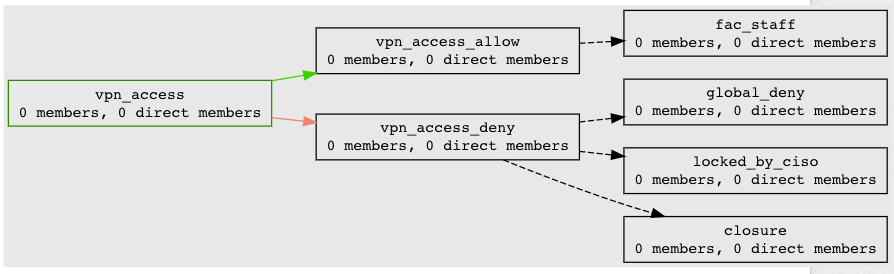 vpn_access
0 members, 0 direct members
vpn_access_allow
0 members, 0 direct members
vpn_access_deny
0 members, 0 direct members
fac_staff
0 members, 0 direct members
global_deny
0 members, 0 direct members
locked_by_ciso
0 members, 0 direct members
closure
0 members, 0 direct members